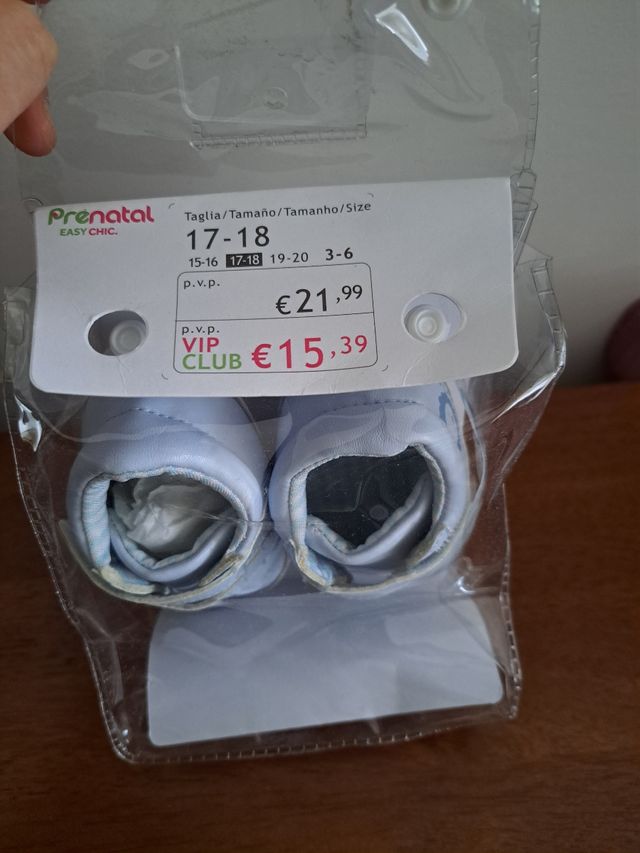 Prénatal
EASY CHIC.
Taglia/Tamaño/Tamanho/Size
17-18
15-16 17-18 19-20 3-6
p.v.p.
€21,99
p.v.p.
VIP
CLUB €15,39